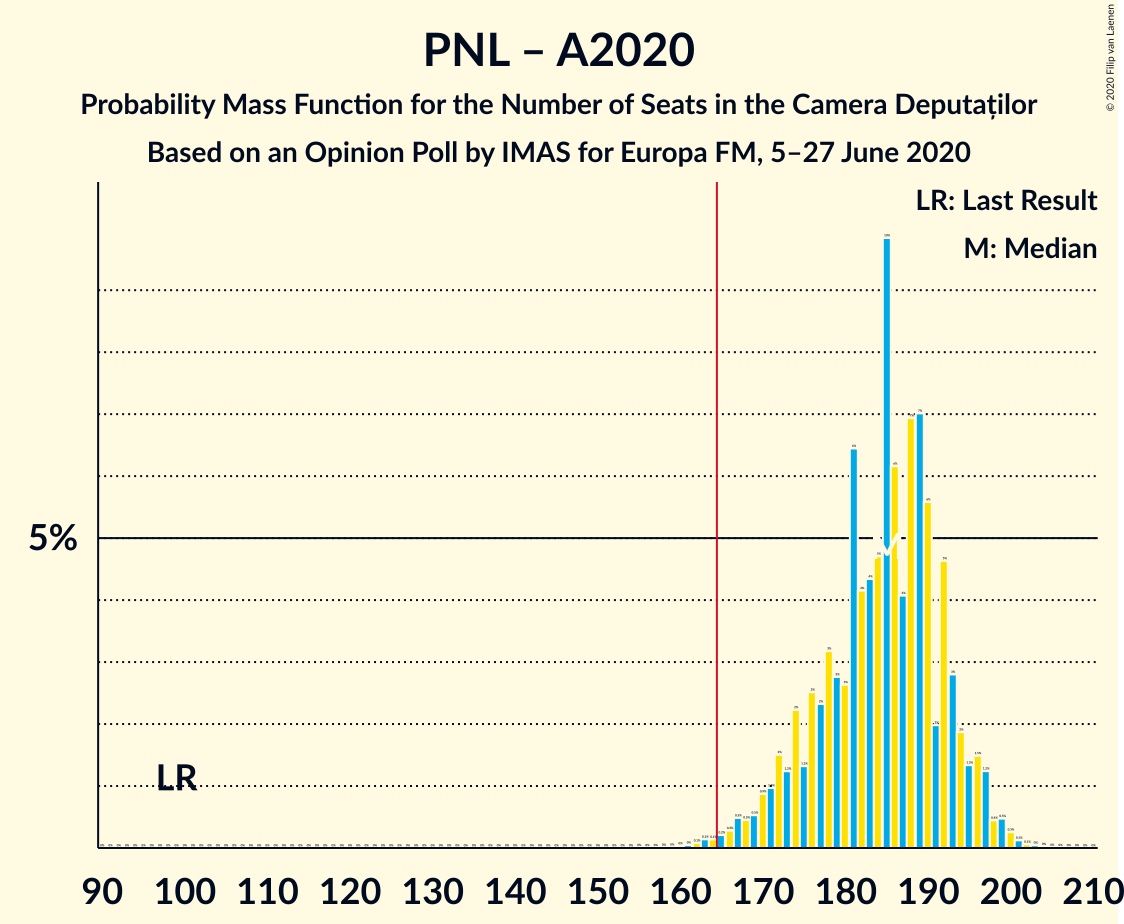 PNL – A2020
Probability Mass Function for the Number of Seats in the Camera Deputaților
Based on an Opinion Poll by IMAS for Europa FM, 5–27 June 2020
© 2020 Filip van Laenen
LR: Last Result
M: Median
5%
LR
90 100 110 120 130 140 150 160 170 180 190 200 210